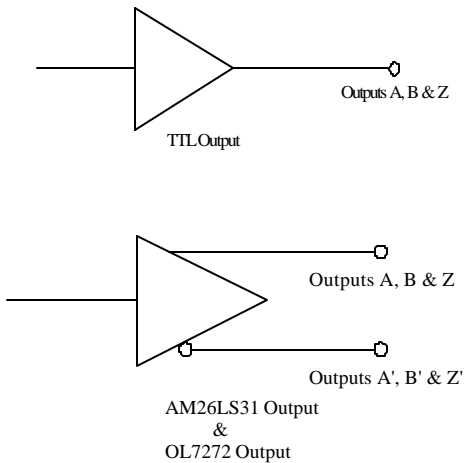 Outputs A, B & Z
TTL Output
Outputs A, B & Z
Outputs A', B' & Z'
AM26LS31 Output
&
OL7272 Output